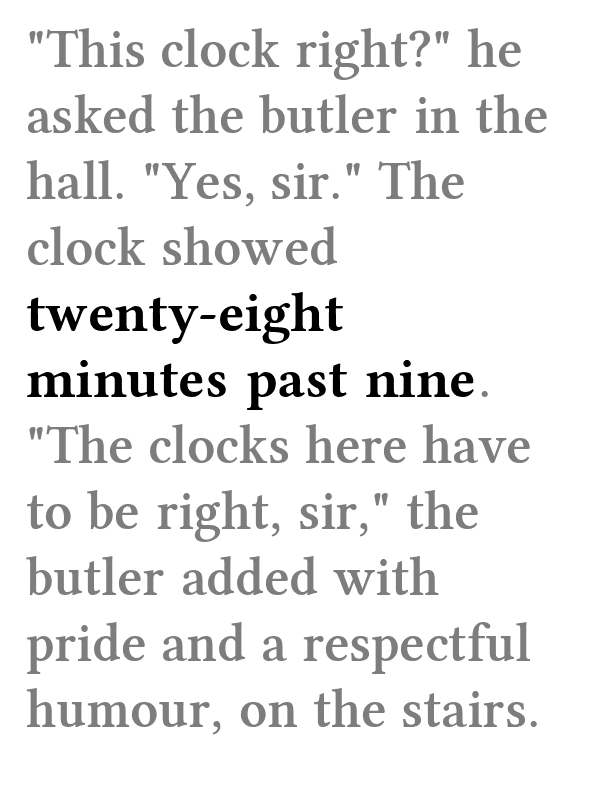 "This clock right?" he
asked the butler in the
hall. "Yes, sir." The
clock showed
twenty-eight
minutes past nine.
"The clocks here have
to be right, sir," the
butler added with
pride and a respectful
humour, on the stairs.